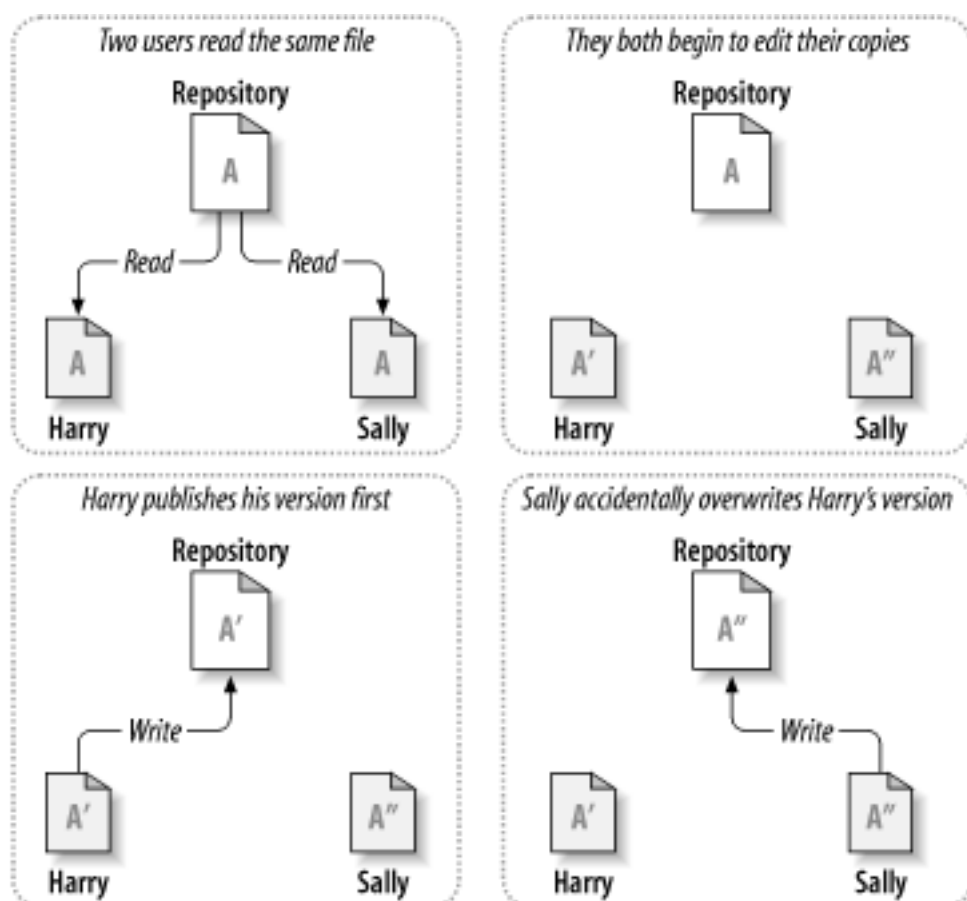 Two users read the same file
Repository
A
Read Read
A A
Harry Sally
They both begin to edit their copies
Repository
A
A′ A″
Harry Sally
Harry publishes his version first
Repository
A′
Write
A′ A″
Harry Sally
Sally accidentally overwrites Harry's version
Repository
A″
Write
A′ A″
Harry Sally